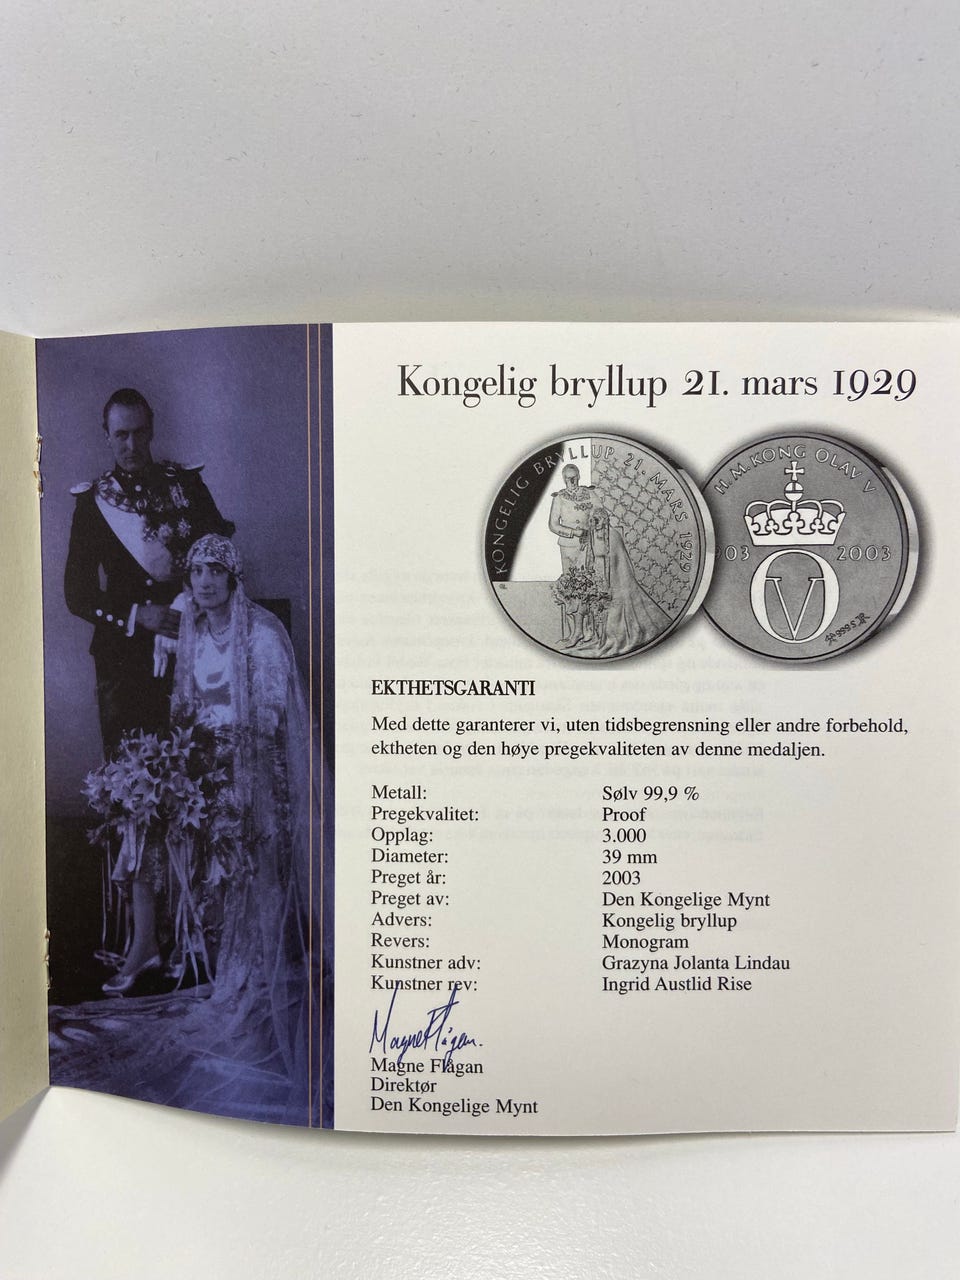 Kongelig bryllup 21. mars 1929
KONGELIG BRYLLUP 21. MARS 1929
H. M. KONG OLAV V
903 2003
OV
999 S
EKTHETSGARANTI
Med dette garanterer vi, uten tidsbegrensning eller andre forbehold,
ektheten og den høye pregekvaliteten av denne medaljen.
Metall: Sølv 99,9 %
Pregekvalitet: Proof
Opplag: 3.000
Diameter: 39 mm
Preget år: 2003
Preget av: Den Kongelige Mynt
Advers: Kongelig bryllup
Revers: Monogram
Kunstner adv: Grazyna Jolanta Lindau
Kunstner rev: Ingrid Austlid Rise
Magne Flågan.
Magne Flågan
Direktør
Den Kongelige Mynt